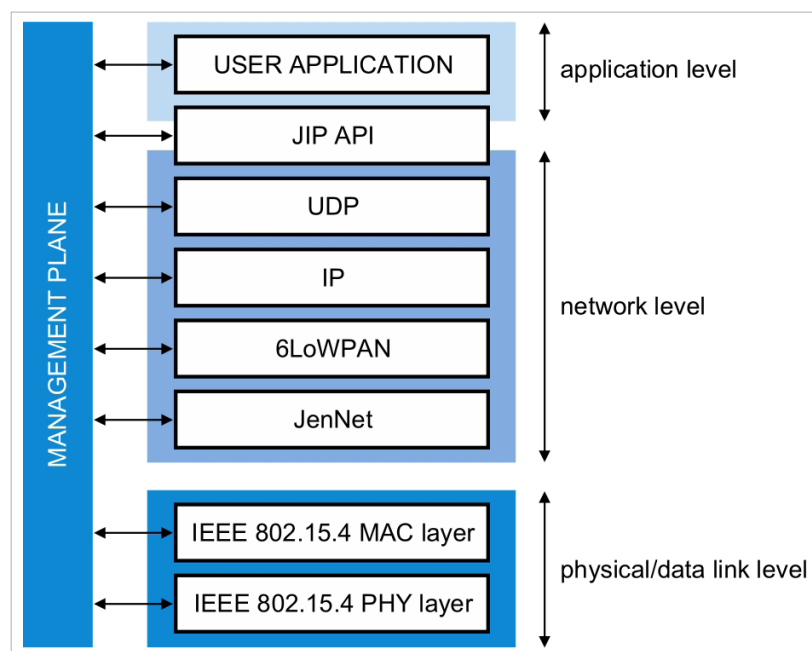 MANAGEMENT PLANE
USER APPLICATION
application level
JIP API
UDP
IP
network level
6LoWPAN
JenNet
IEEE 802.15.4 MAC layer
physical/data link level
IEEE 802.15.4 PHY layer